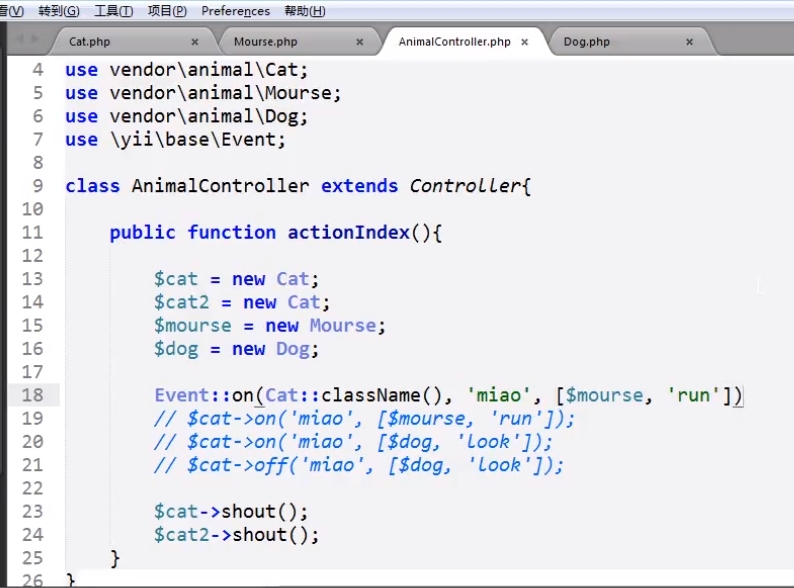 看(V) 转到(G) 工具(T) 项目(P) Preferences 帮助(H)
Cat.php × Mourse.php × AnimalController.php × Dog.php ×
4 use vendor\animal\Cat;
5 use vendor\animal\Mourse;
6 use vendor\animal\Dog;
7 use \yii\base\Event;
8
9 class AnimalController extends Controller{
10
11 public function actionIndex(){
12
13 $cat = new Cat;
14 $cat2 = new Cat;
15 $mourse = new Mourse;
16 $dog = new Dog;
17
18 Event::on(Cat::className(), 'miao', [$mourse, 'run'])
19 // $cat->on('miao', [$mourse, 'run']);
20 // $cat->on('miao', [$dog, 'look']);
21 // $cat->off('miao', [$dog, 'look']);
22
23 $cat->shout();
24 $cat2->shout();
25 }
26 }